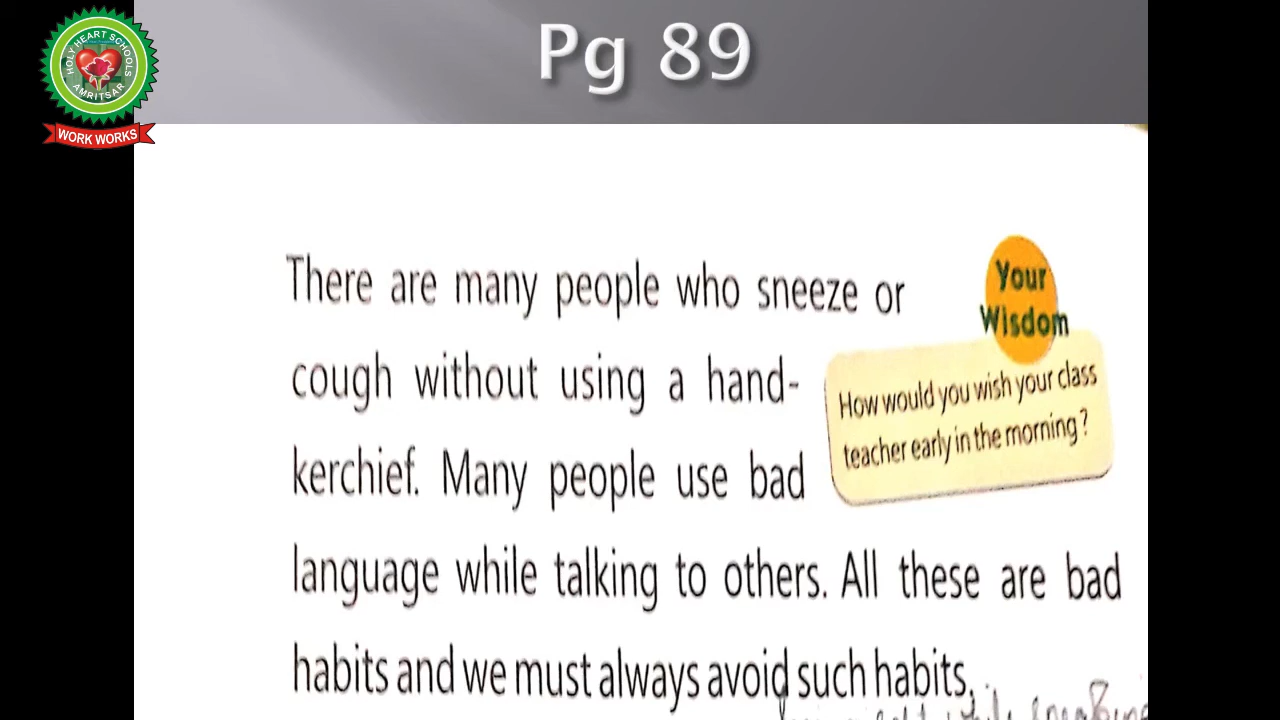 Pg 89
HOLY HEART SCHOOLS
AMRITSAR
WORK WORKS
There are many people who sneeze or
cough without using a hand-
kerchief. Many people use bad
language while talking to others. All these are bad
habits and we must always avoid such habits.
Your
Wisdom
How would you wish your class
teacher early in the morning?
while speaking